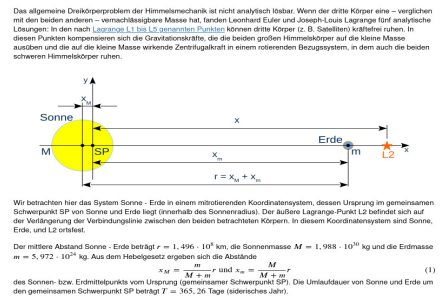 Das allgemeine Dreikörperproblem der Himmelsmechanik ist nicht analytisch lösbar. Wenn der dritte Körper eine – verglichen
mit den beiden anderen – vernachlässigbare Masse hat, fanden Leonhard Euler und Joseph-Louis Lagrange fünf analytische
Lösungen: In den nach Lagrange L1 bis L5 genannten Punkten können dritte Körper (z. B. Satelliten) kräftefrei ruhen. In
diesen Punkten kompensieren sich die Gravitationskräfte, die die beiden großen Himmelskörper auf die kleine Masse
ausüben und die auf die kleine Masse wirkende Zentrifugalkraft in einem rotierenden Bezugssystem, in dem auch die beiden
schweren Himmelskörper ruhen.
y
x_M
Sonne
x
Erde
M
SP
m
L2
x
x_m
r = x_M + x_m
Wir betrachten hier das System Sonne - Erde in einem mitrotierenden Koordinatensystem, dessen Ursprung im gemeinsamen
Schwerpunkt SP von Sonne und Erde liegt (innerhalb des Sonnenradius). Der äußere Lagrange-Punkt L2 befindet sich auf
der Verlängerung der Verbindungslinie zwischen den beiden betrachteten Körpern. In diesem Koordinatensystem sind Sonne,
Erde, und L2 ortsfest.
Der mittlere Abstand Sonne - Erde beträgt r = 1,496 · 10⁸ km, die Sonnenmasse M = 1,988 · 10³⁰ kg und die Erdmasse
m = 5,972 · 10²⁴ kg. Aus dem Hebelgesetz ergeben sich die Abstände
x_M = m/(M + m) r und x_m = M/(M + m) r (1)
des Sonnen- bzw. Erdmittelpunkts vom Ursprung (gemeinsamer Schwerpunkt SP). Die Umlaufdauer von Sonne und Erde um
den gemeinsamen Schwerpunkt SP beträgt T = 365,26 Tage (siderisches Jahr).